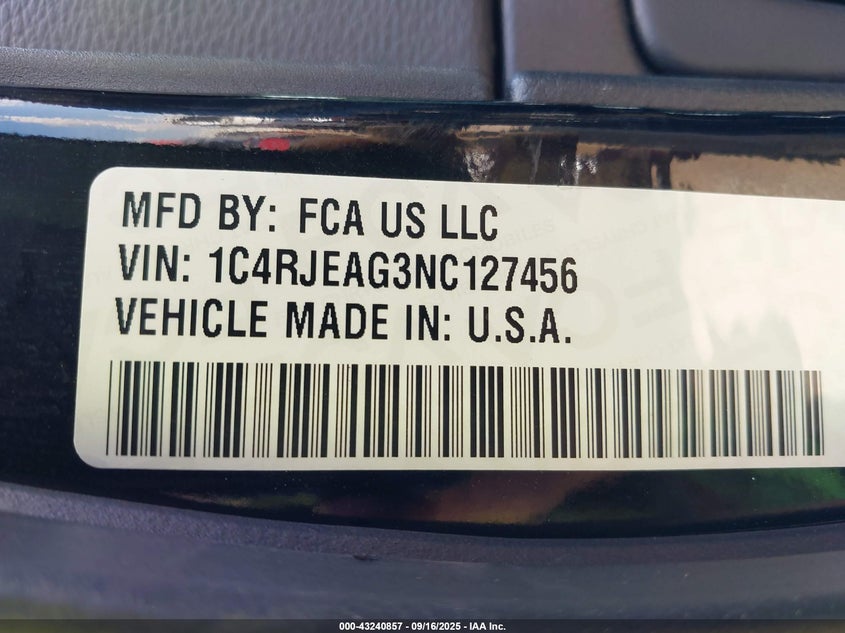 MFD BY: FCA US LLC
VIN: 1C4RJEAG3NC127456
VEHICLE MADE IN: U.S.A.
000-43240857 - 09/16/2025 - IAA Inc.